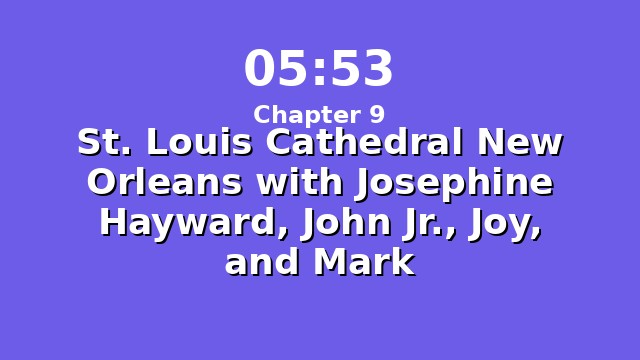 05:53
Chapter 9
St. Louis Cathedral New
Orleans with Josephine
Hayward, John Jr., Joy,
and Mark